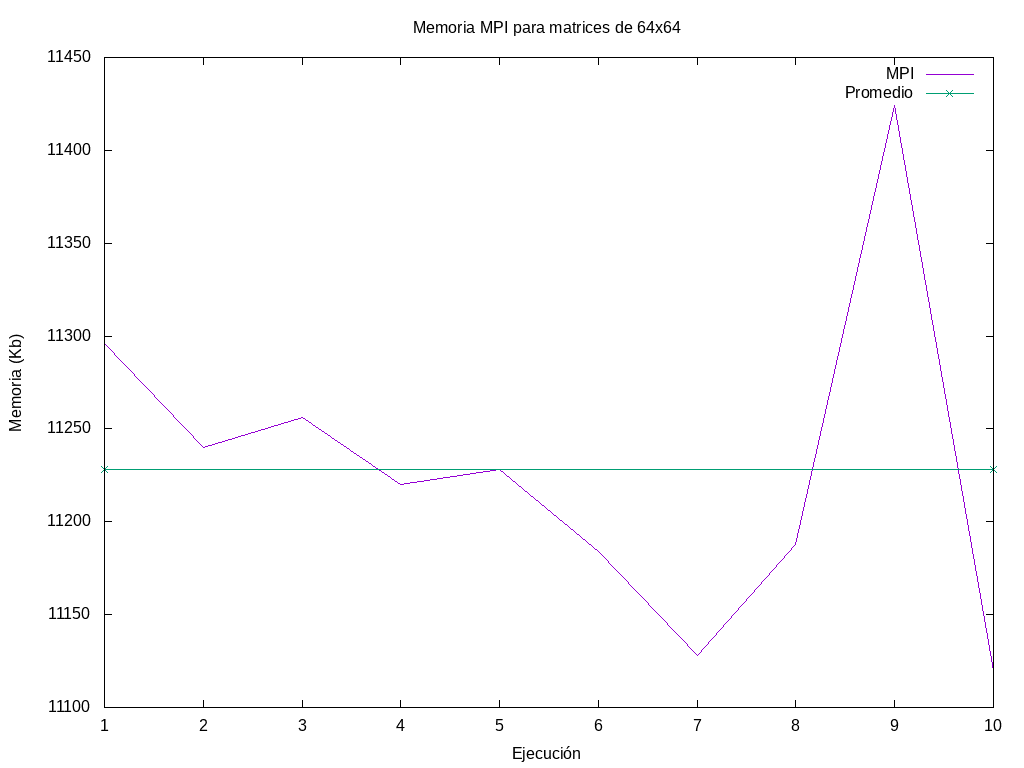 Memoria MPI para matrices de 64x64
MPI
Promedio
11450
11400
11350
11300
11250
11200
11150
11100
Memoria (Kb)
1 2 3 4 5 6 7 8 9 10
Ejecución